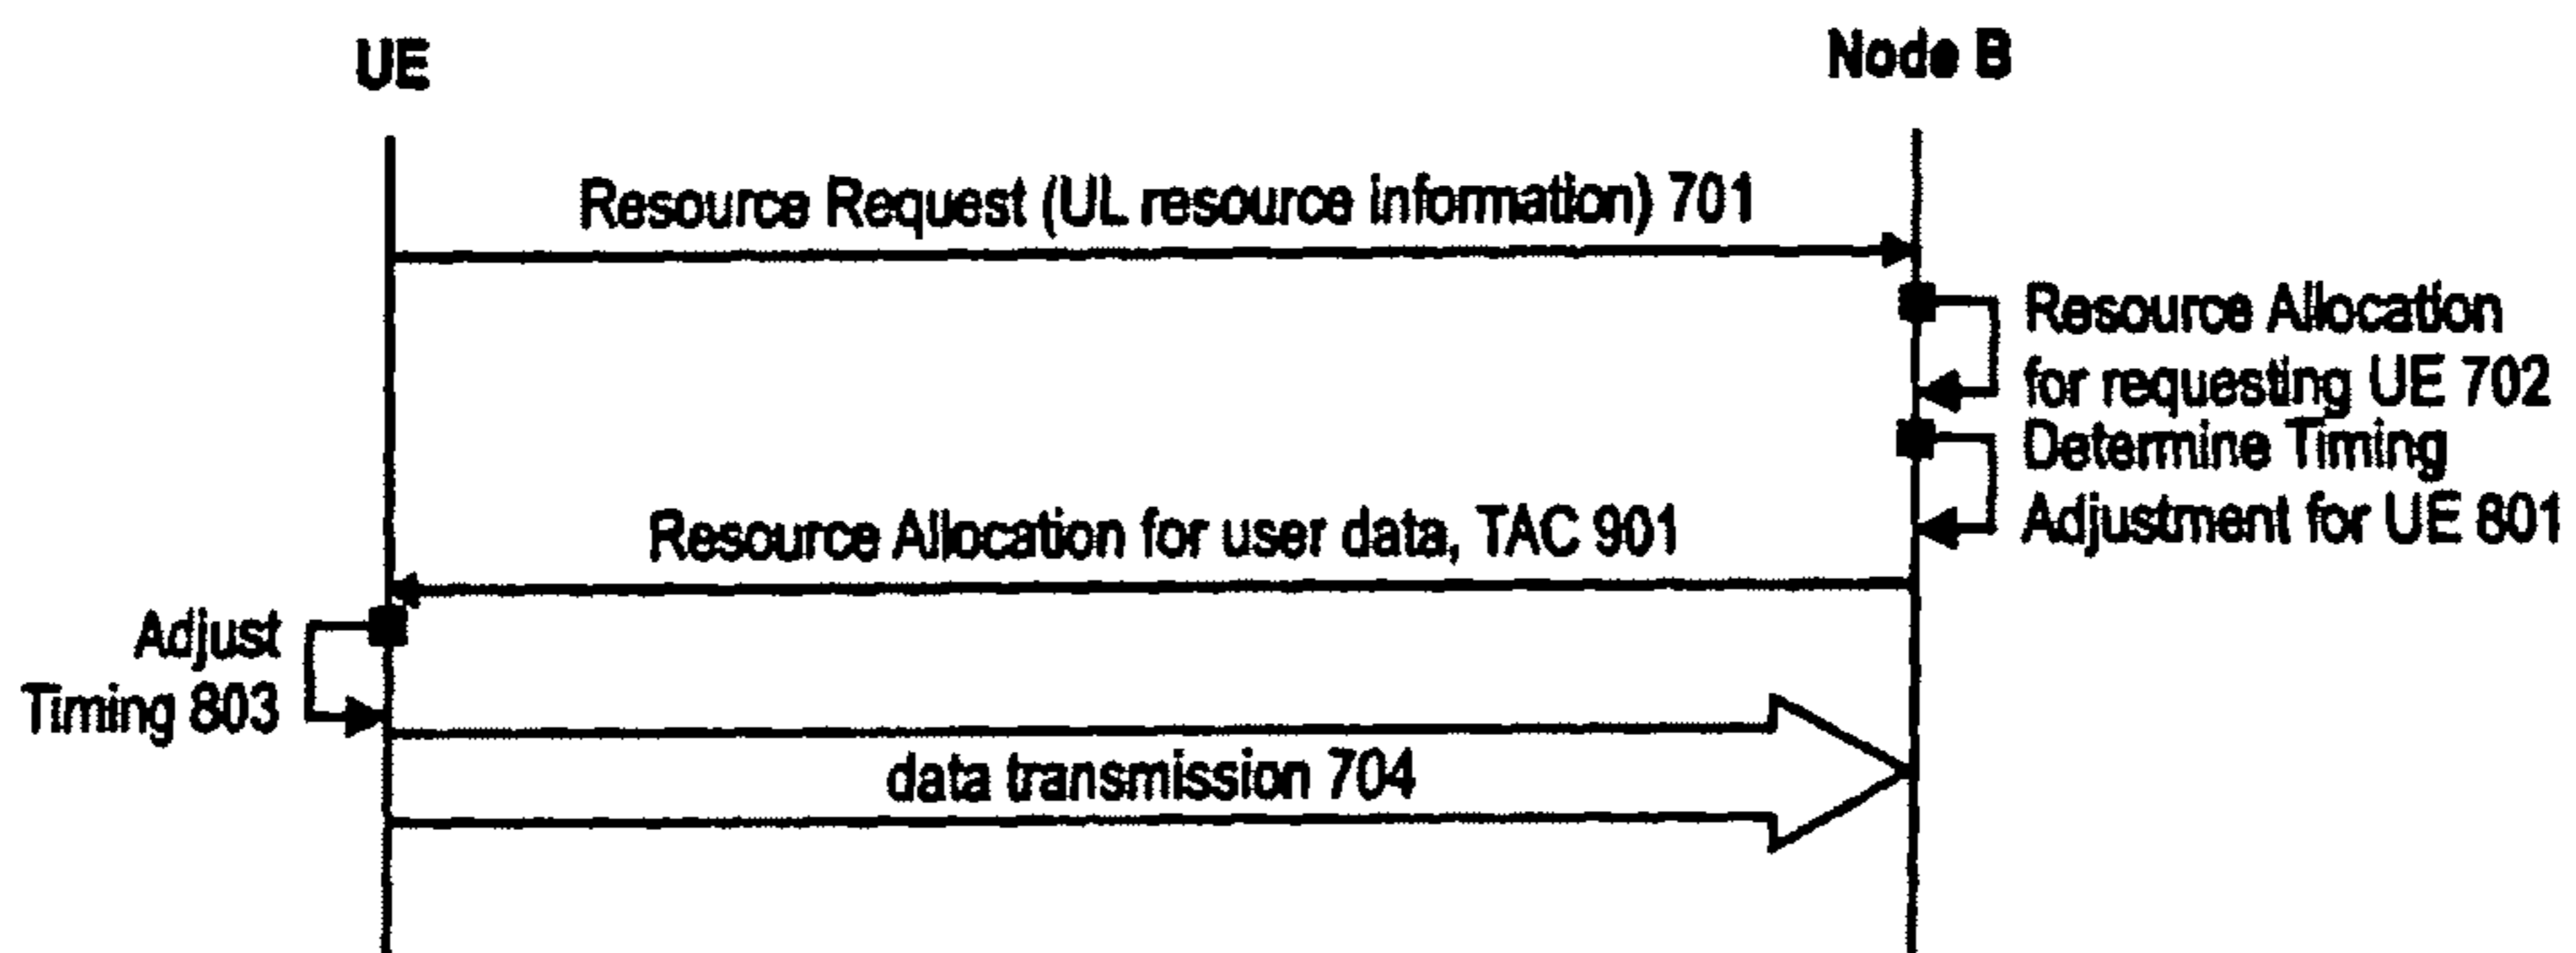 UE
Node B
Resource Request (UL resource information) 701
Resource Allocation
for requesting UE 702
Determine Timing
Adjustment for UE 801
Resource Allocation for user data, TAC 901
Adjust
Timing 803
data transmission 704